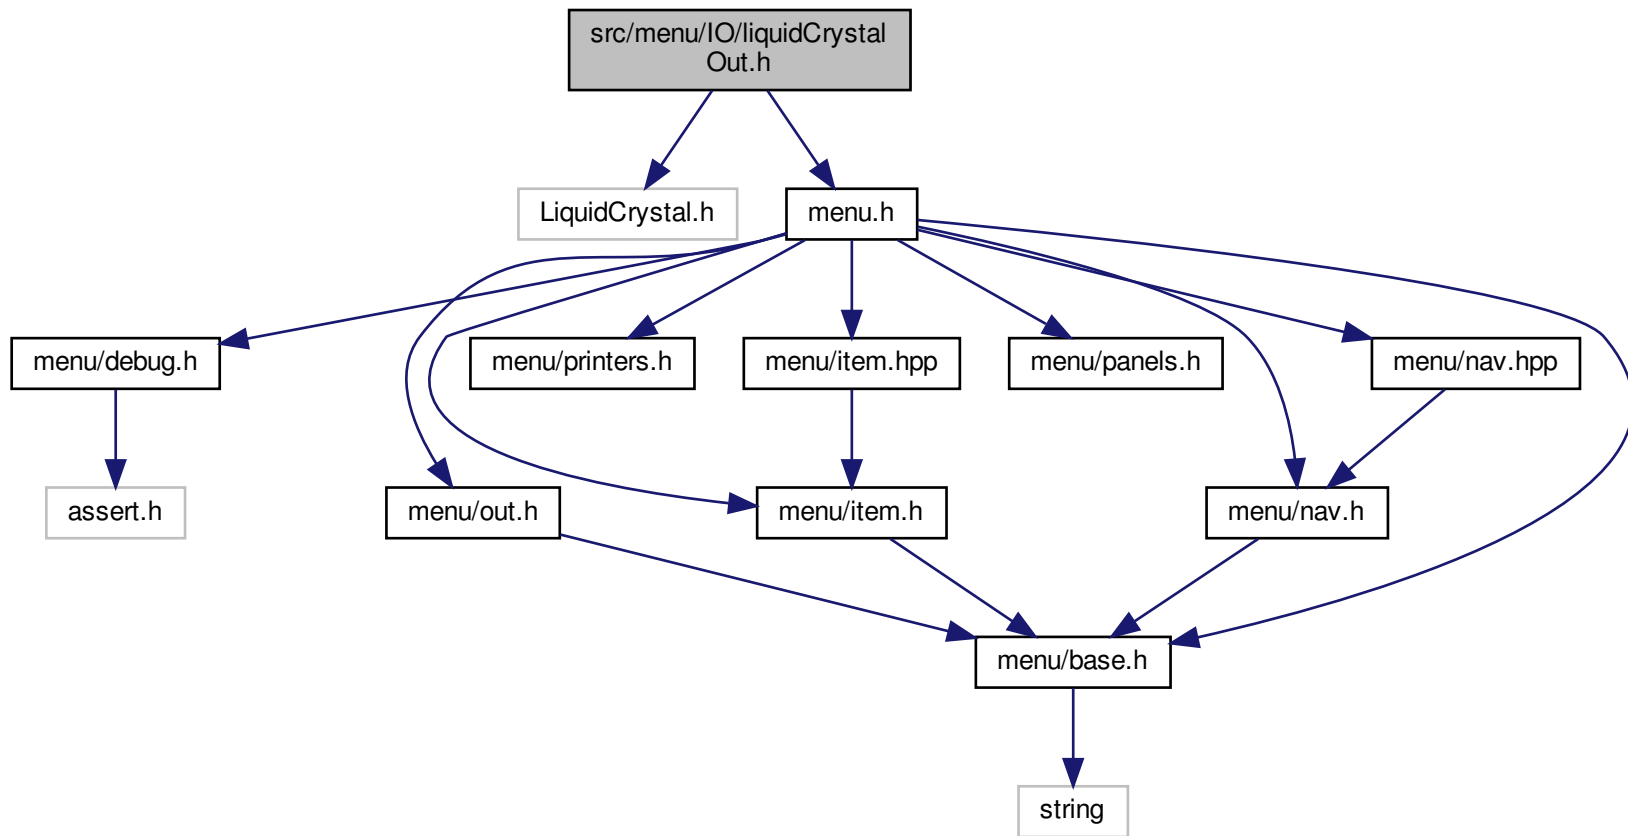 src/menu/IO/liquidCrystal
Out.h
LiquidCrystal.h
menu.h
menu/debug.h
menu/printers.h
menu/item.hpp
menu/panels.h
menu/nav.hpp
assert.h
menu/out.h
menu/item.h
menu/nav.h
menu/base.h
string